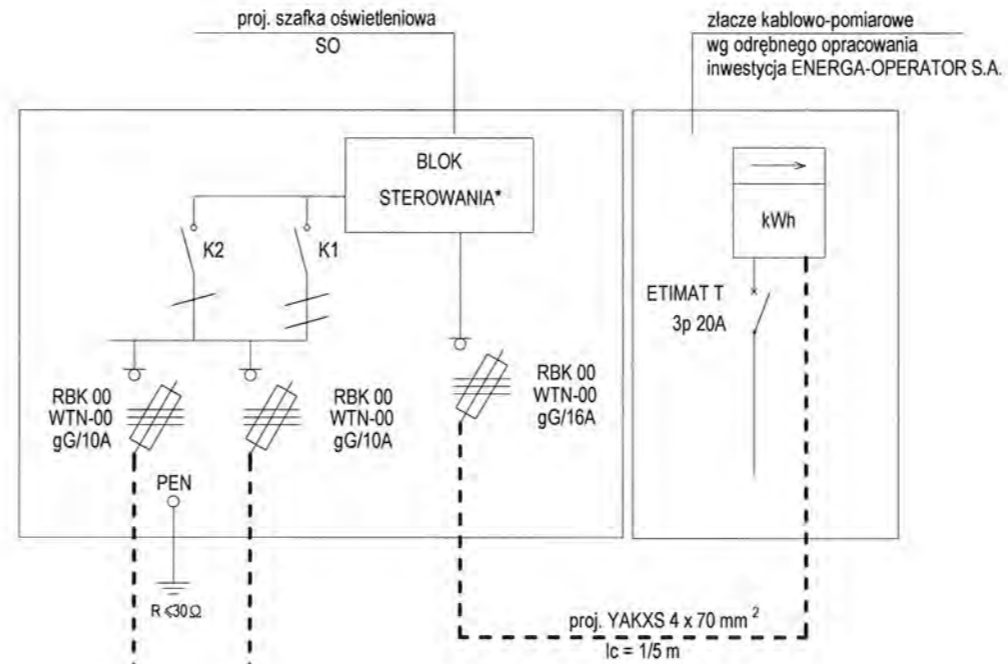 proj. szafka oświetleniowa
SO
złacze kablowo-pomiarowe
wg odrębnego opracowania
inwestycja ENERGA-OPERATOR S.A.
BLOK
STEROWANIA*
K2
K1
kWh
ETIMAT T
3p 20A
RBK 00
WTN-00
gG/10A
RBK 00
WTN-00
gG/10A
RBK 00
WTN-00
gG/16A
PEN
R ⩽30 Ω
proj. YAKXS 4 x 70 mm ²
lc = 1/5 m